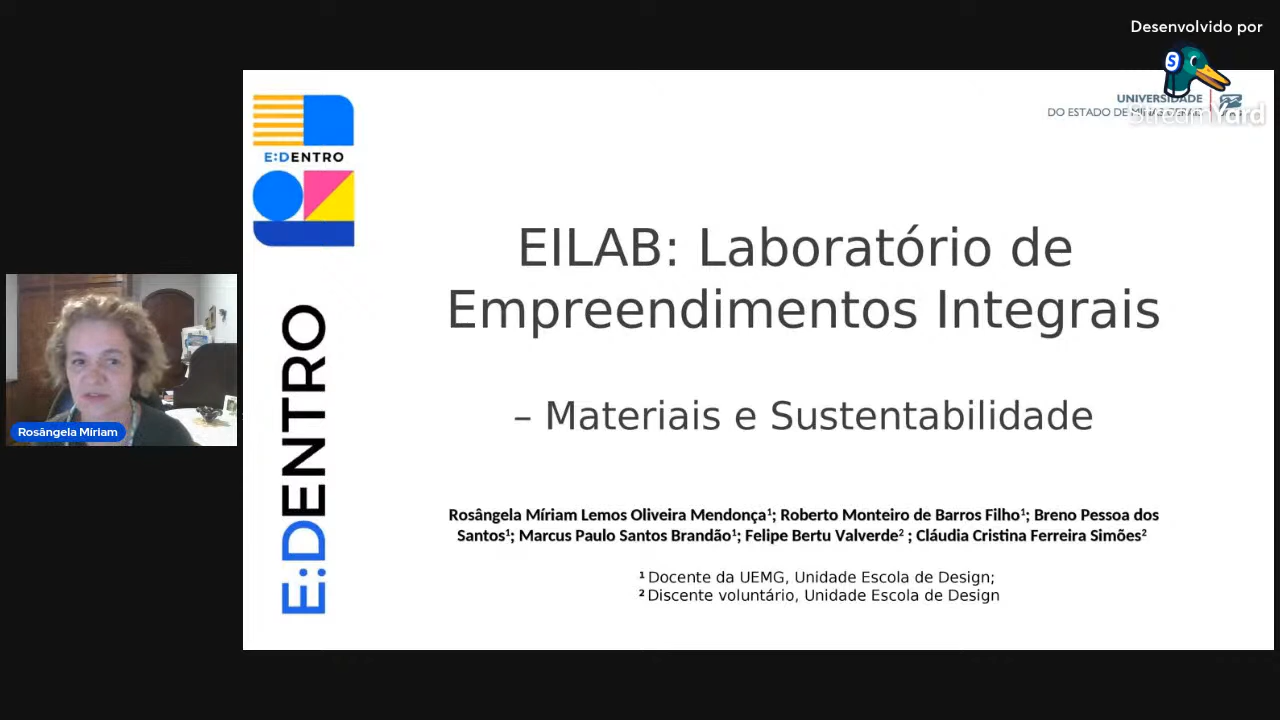 Desenvolvido por
StreamYard
UNIVERSIDADE
DO ESTADO DE MINAS GERAIS
E:DENTRO
EILAB: Laboratório de
Empreendimentos Integrais
– Materiais e Sustentabilidade
E:DENTRO
Rosângela Míriam
Rosângela Míriam Lemos Oliveira Mendonça¹; Roberto Monteiro de Barros Filho¹; Breno Pessoa dos
Santos¹; Marcus Paulo Santos Brandão¹; Felipe Bertu Valverde² ; Cláudia Cristina Ferreira Simões²
¹ Docente da UEMG, Unidade Escola de Design;
² Discente voluntário, Unidade Escola de Design